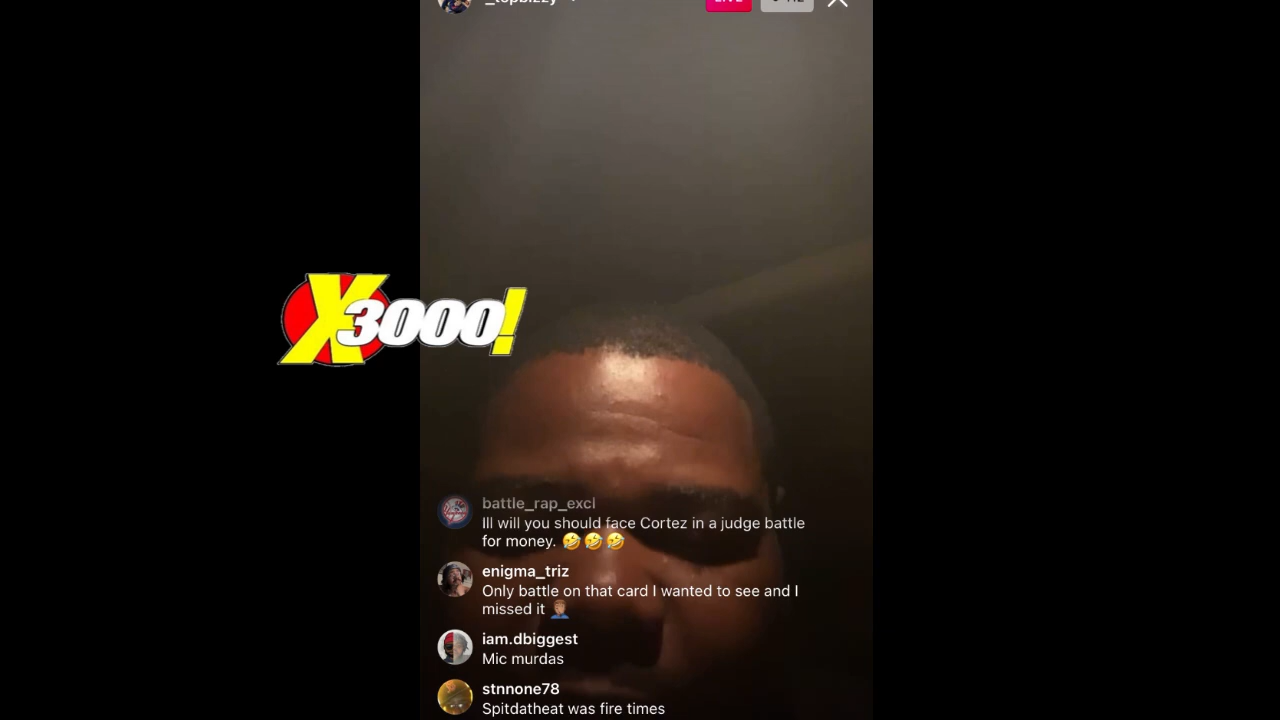 LIVE
X3000!
battle_rap_excl
Ill will you should face Cortez in a judge battle
for money. 🤣🤣🤣
enigma_triz
Only battle on that card I wanted to see and I
missed it 🤦🏽‍♂️
iam.dbiggest
Mic murdas
stnnone78
Spitdatheat was fire times